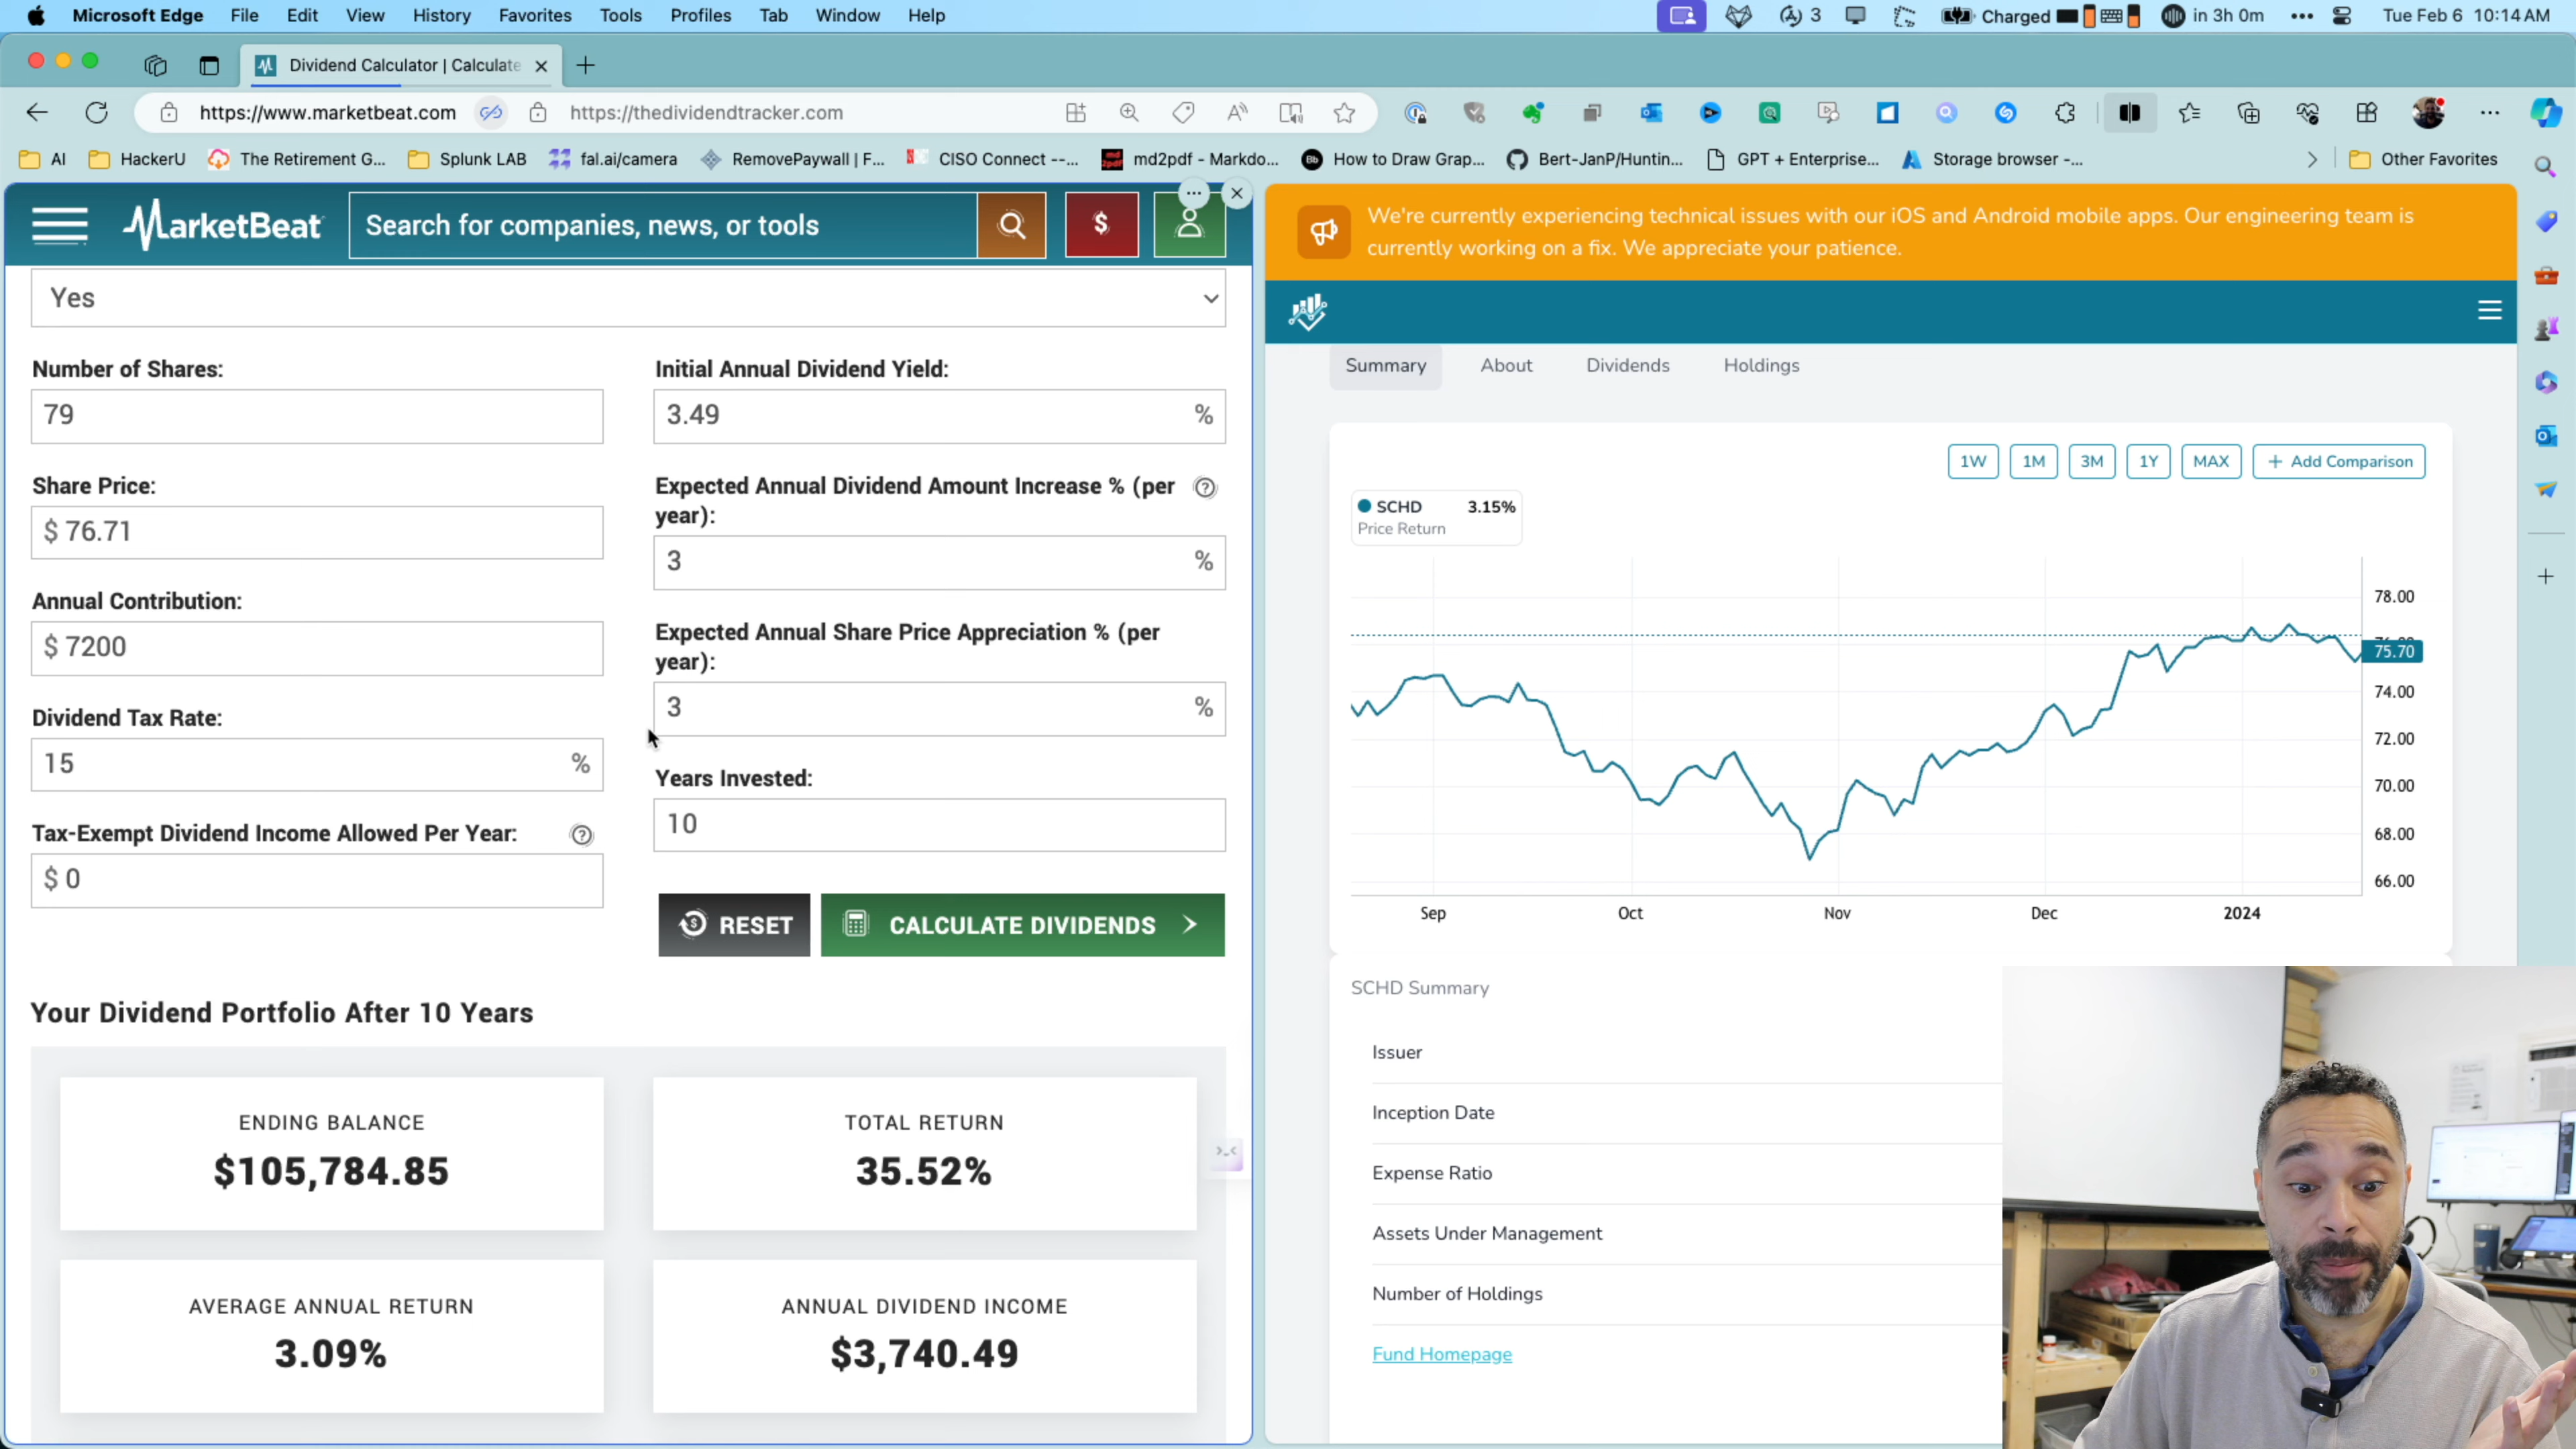 Microsoft Edge File Edit View History Favorites Tools Profiles Tab Window Help 3 Charged in 3h 0m Tue Feb 6 10:14 AM
Dividend Calculator | Calculate
https://www.marketbeat.com https://thedividendtracker.com
AI HackerU The Retirement G... Splunk LAB fal.ai/camera RemovePaywall | F... CISO Connect --... md2pdf - Markdo... How to Draw Grap... Bert-JanP/Huntin... GPT + Enterprise... Storage browser -... Other Favorites
MarketBeat
Search for companies, news, or tools
$
Yes
Number of Shares:
79
Share Price:
$ 76.71
Annual Contribution:
$ 7200
Dividend Tax Rate:
15 %
Tax-Exempt Dividend Income Allowed Per Year:
$ 0
Initial Annual Dividend Yield:
3.49 %
Expected Annual Dividend Amount Increase % (per
year):
3 %
Expected Annual Share Price Appreciation % (per
year):
3 %
Years Invested:
10
RESET
CALCULATE DIVIDENDS
Your Dividend Portfolio After 10 Years
ENDING BALANCE
$105,784.85
TOTAL RETURN
35.52%
AVERAGE ANNUAL RETURN
3.09%
ANNUAL DIVIDEND INCOME
$3,740.49
We're currently experiencing technical issues with our iOS and Android mobile apps. Our engineering team is
currently working on a fix. We appreciate your patience.
Summary About Dividends Holdings
1W 1M 3M 1Y MAX + Add Comparison
SCHD 3.15%
Price Return
78.00
75.70
74.00
72.00
70.00
68.00
66.00
Sep Oct Nov Dec 2024
SCHD Summary
Issuer
Inception Date
Expense Ratio
Assets Under Management
Number of Holdings
Fund Homepage